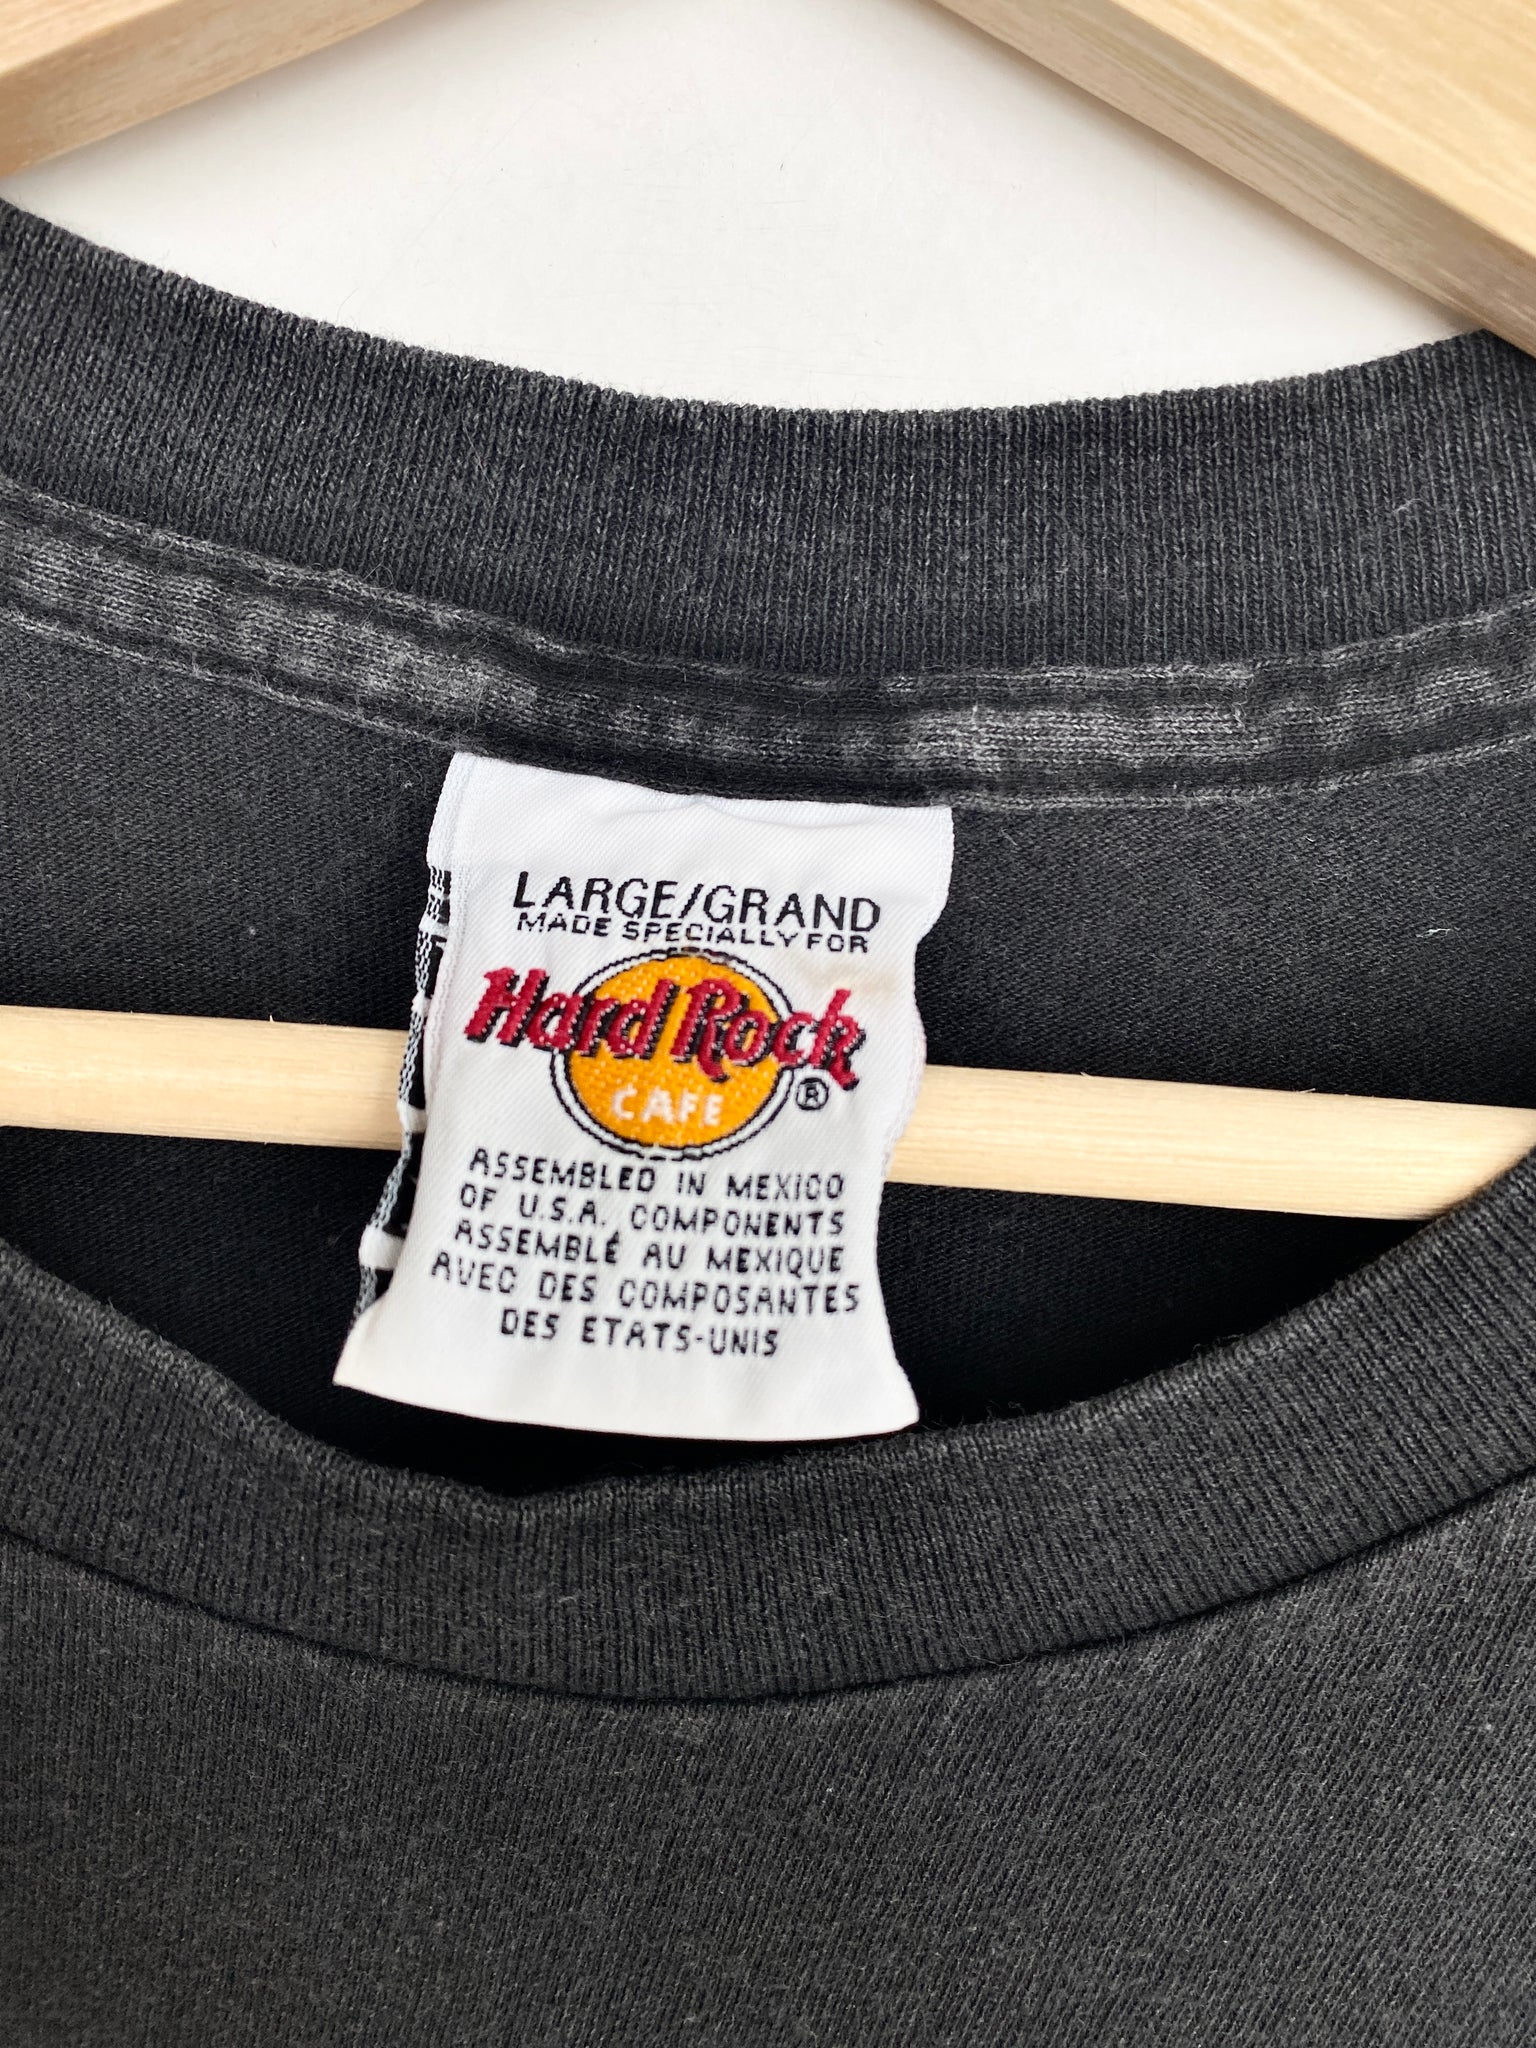 LARGE/GRAND
MADE SPECIALLY FOR
Hard Rock
CAFE ®
ASSEMBLED IN MEXICO
OF U.S.A. COMPONENTS
ASSEMBLÉ AU MEXIQUE
AVEC DES COMPOSANTES
DES ETATS-UNIS